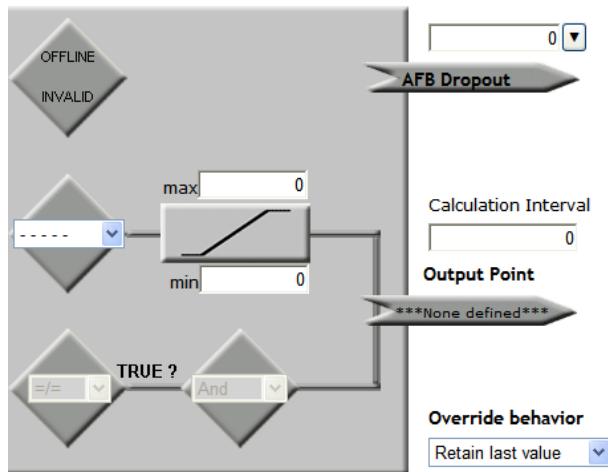 OFFLINE
INVALID
0
AFB Dropout
max 0
- - - - -
min 0
Calculation Interval
0
Output Point
***None defined***
=/=
TRUE ?
And
Override behavior
Retain last value